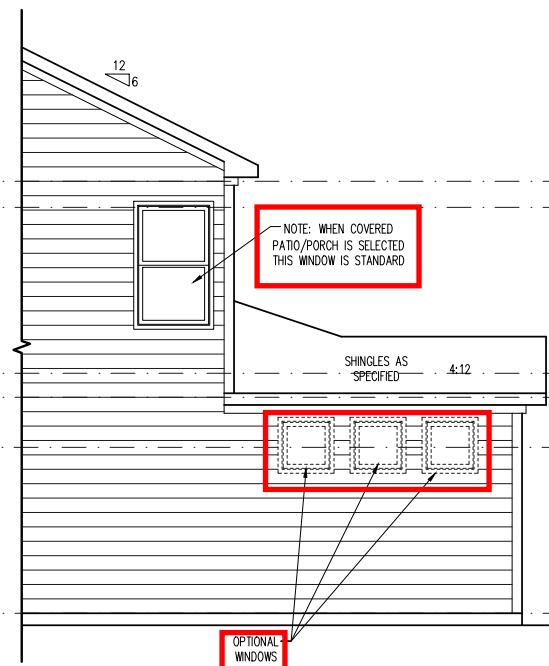 12
6
NOTE: WHEN COVERED
PATIO/PORCH IS SELECTED
THIS WINDOW IS STANDARD
SHINGLES AS
SPECIFIED
4:12
OPTIONAL
WINDOWS